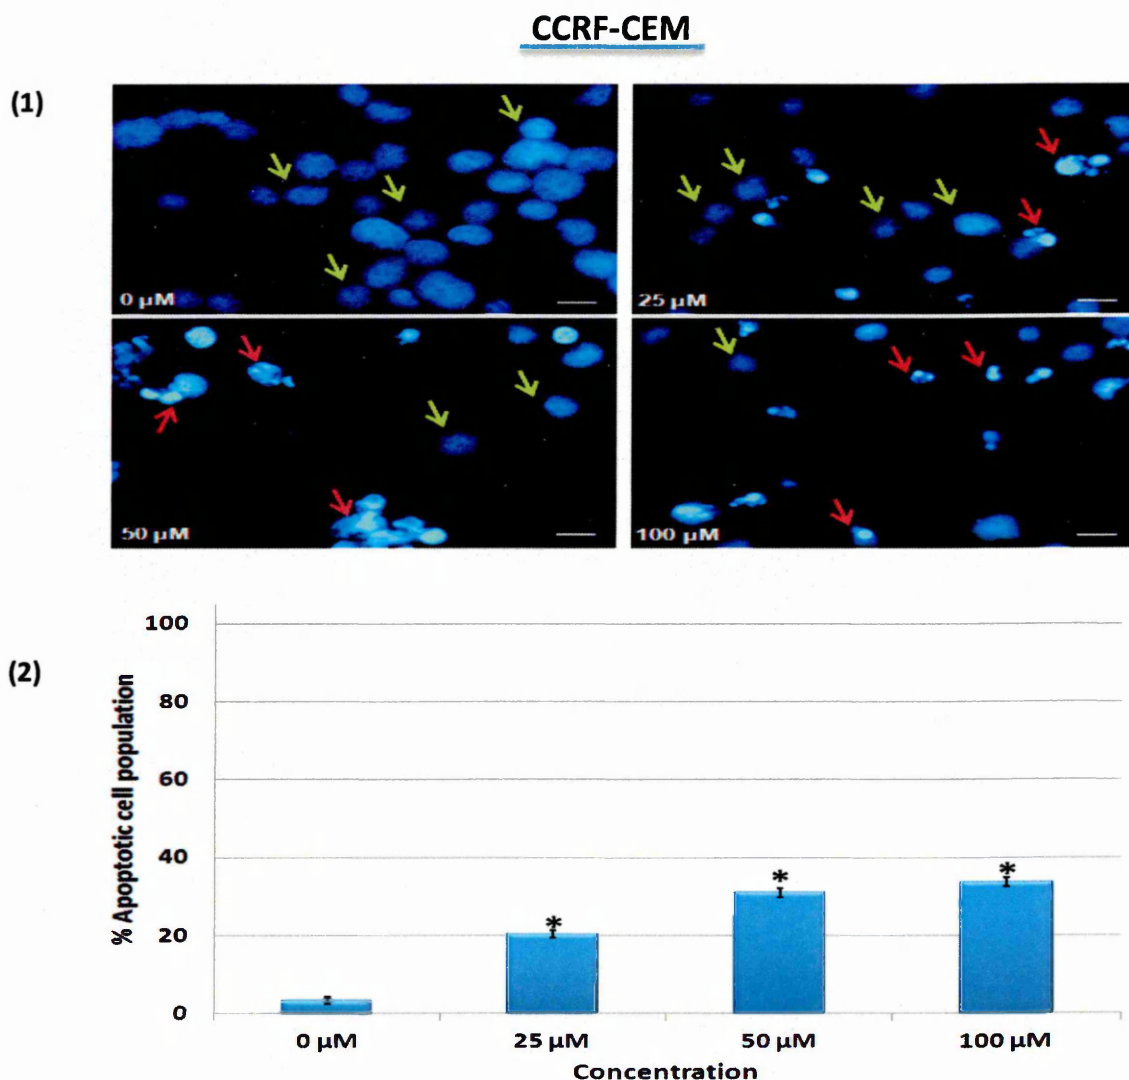 CCRF-CEM
(1)
0 µM
25 µM
50 µM
100 µM
(2)
% Apoptotic cell population
100
80
60
40
20
0
*
*
*
0 µM
25 µM
50 µM
100 µM
Concentration